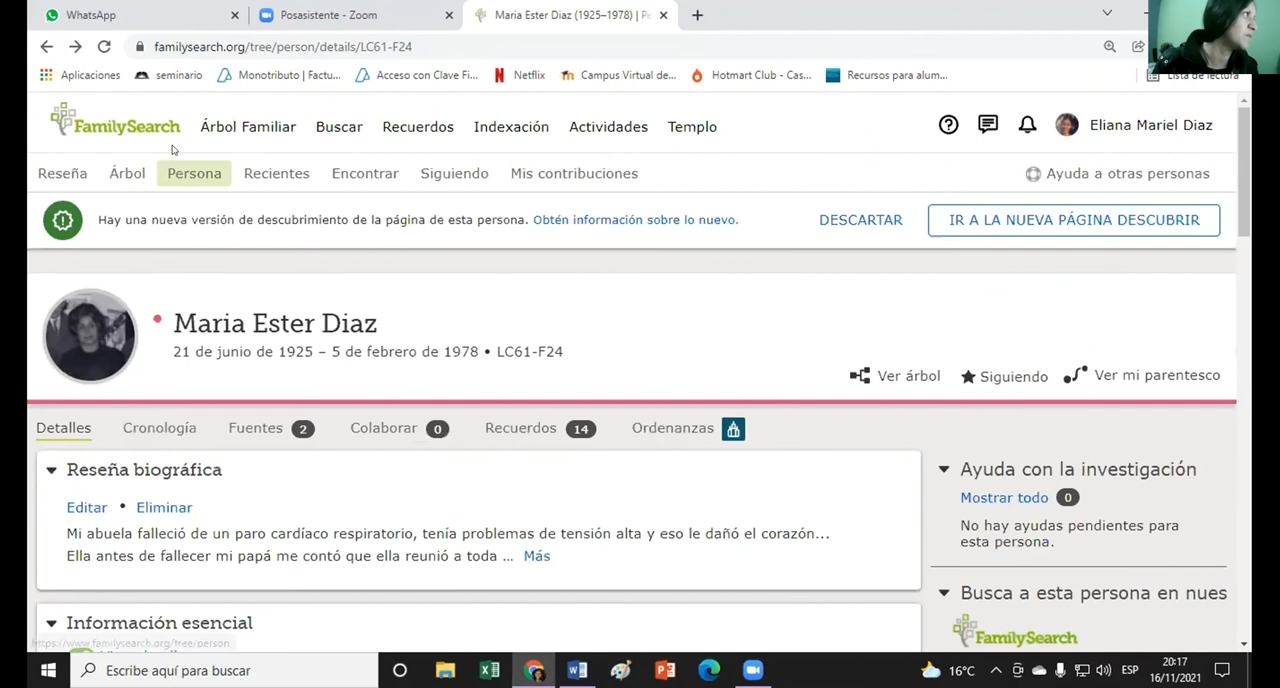 WhatsApp
Posasistente - Zoom
Maria Ester Diaz (1925–1978) | Pe
familysearch.org/tree/person/details/LC61-F24
Aplicaciones seminario Monotributo | Factu... Acceso con Clave Fi... Netflix Campus Virtual de... Hotmart Club - Cas... Recursos para alum... Lista de lectura
FamilySearch Árbol Familiar Buscar Recuerdos Indexación Actividades Templo Eliana Mariel Diaz
Reseña Árbol Persona Recientes Encontrar Siguiendo Mis contribuciones Ayuda a otras personas
Hay una nueva versión de descubrimiento de la página de esta persona. Obtén información sobre lo nuevo. DESCARTAR IR A LA NUEVA PÁGINA DESCUBRIR
Maria Ester Diaz
21 de junio de 1925 – 5 de febrero de 1978 • LC61-F24
Ver árbol Siguiendo Ver mi parentesco
Detalles Cronología Fuentes 2 Colaborar 0 Recuerdos 14 Ordenanzas
Reseña biográfica
Editar • Eliminar
Mi abuela falleció de un paro cardíaco respiratorio, tenía problemas de tensión alta y eso le dañó el corazón...
Ella antes de fallecer mi papá me contó que ella reunió a toda ... Más
Información esencial
Ayuda con la investigación
Mostrar todo 0
No hay ayudas pendientes para
esta persona.
Busca a esta persona en nues
FamilySearch
https://www.familysearch.org/tree/person
Escribe aquí para buscar
16°C ESP 20:17
16/11/2021